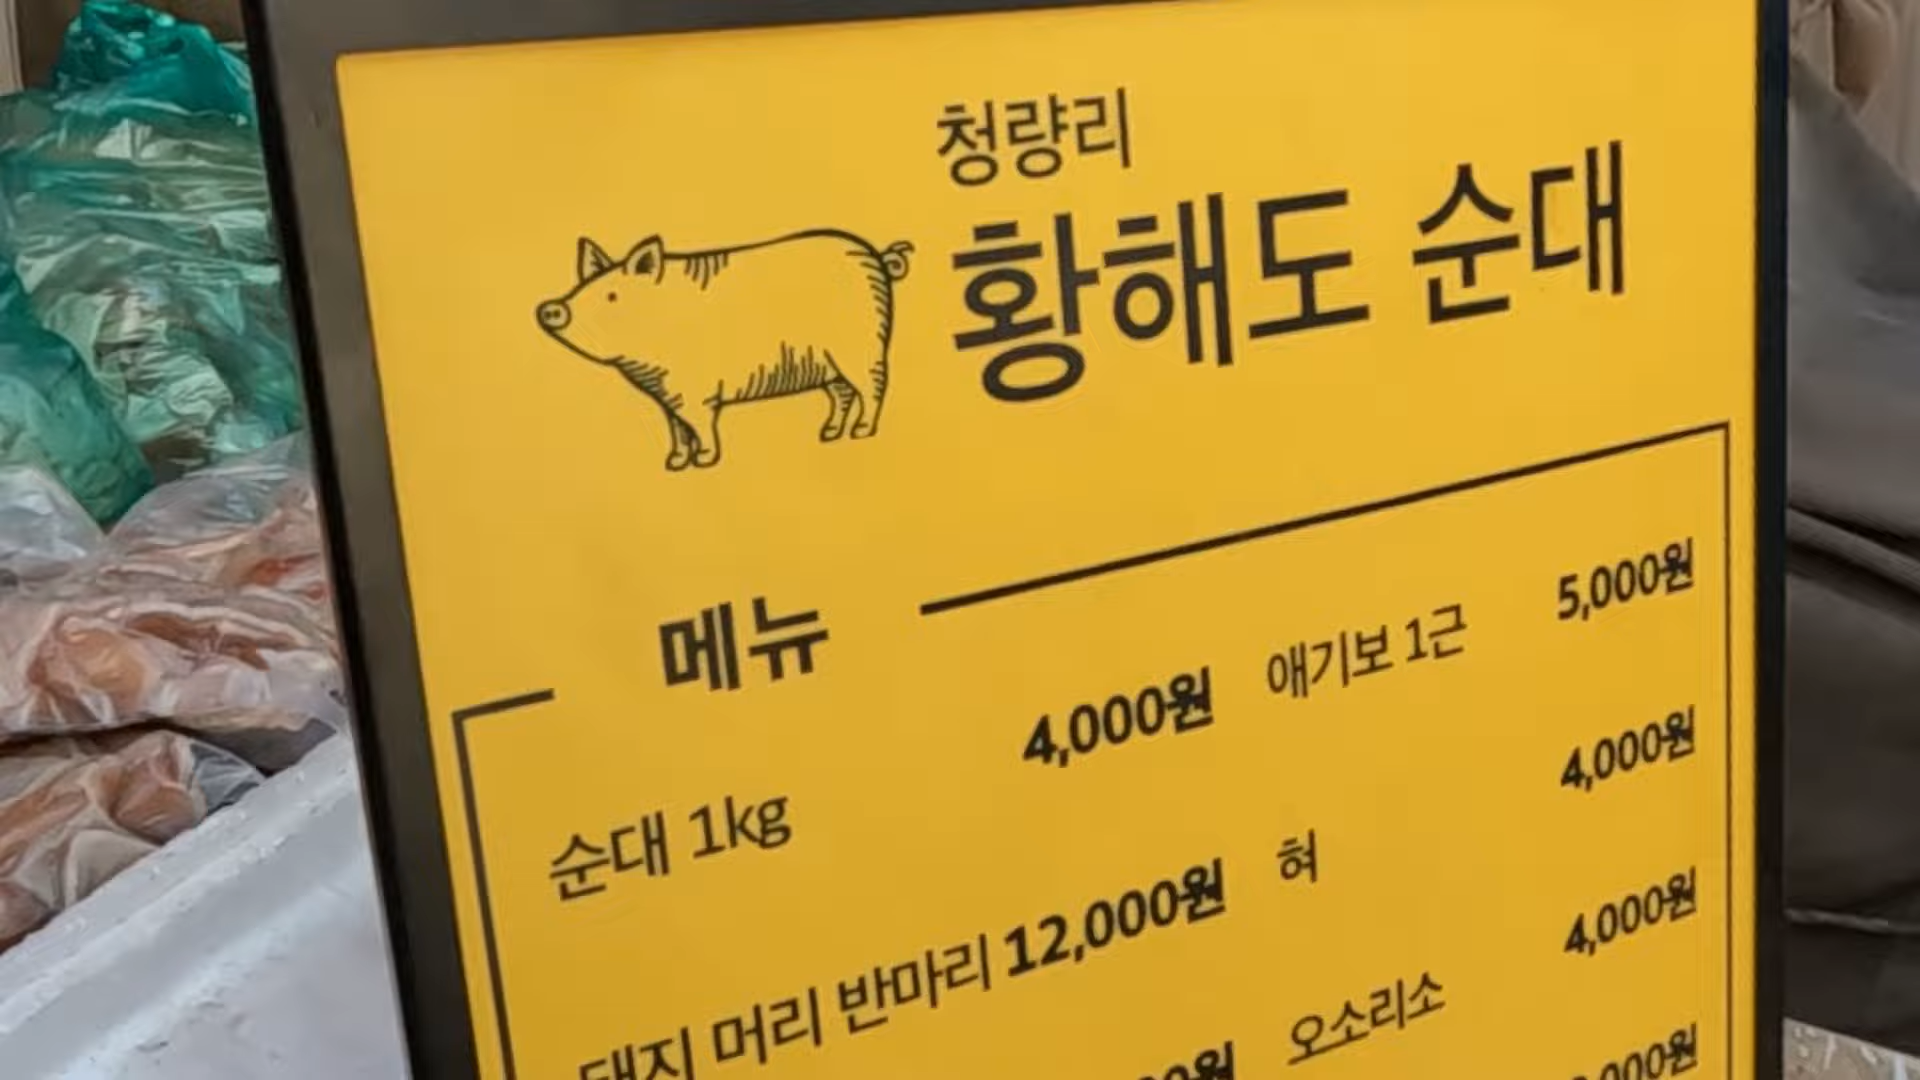 청량리
황해도 순대
메뉴
순대 1kg 4,000원
돼지 머리 반마리 12,000원
애기보 1근 5,000원
혀 4,000원
오소리소 4,000원